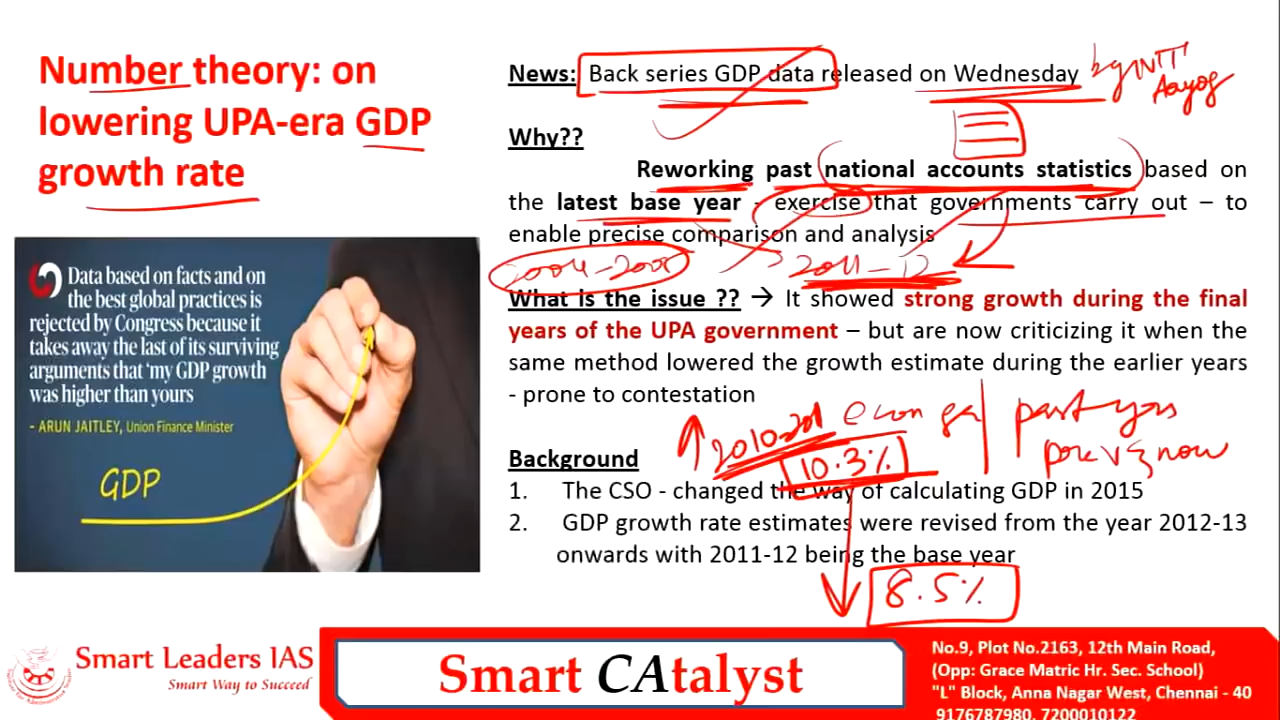 Number theory: on
lowering UPA-era GDP
growth rate
Data based on facts and on
the best global practices is
rejected by Congress because it
takes away the last of its surviving
arguments that 'my GDP growth
was higher than yours
- ARUN JAITLEY, Union Finance Minister
GDP
News: Back series GDP data released on Wednesday
by NITI
Aayog
Why??
Reworking past national accounts statistics based on
the latest base year - exercise that governments carry out – to
enable precise comparison and analysis
2011-12
What is the issue ?? → It showed strong growth during the final
years of the UPA government – but are now criticizing it when the
same method lowered the growth estimate during the earlier years
- prone to contestation
past
10.3%
now
Background
1. The CSO - changed the way of calculating GDP in 2015
2. GDP growth rate estimates were revised from the year 2012-13
onwards with 2011-12 being the base year
8.5%
Smart Leaders IAS
Smart Way to Succeed
Smart CAtalyst
No.9, Plot No.2163, 12th Main Road,
(Opp: Grace Matric Hr. Sec. School)
"L" Block, Anna Nagar West, Chennai - 40
9176787980, 7200010122